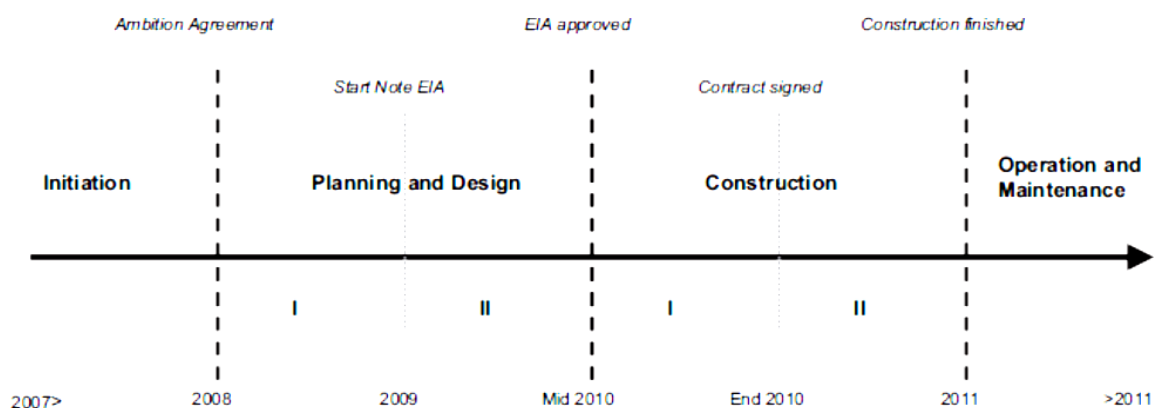 Ambition Agreement
EIA approved
Construction finished
Start Note EIA
Contract signed
Initiation
Planning and Design
Construction
Operation and
Maintenance
I
II
I
II
2007>
2008
2009
Mid 2010
End 2010
2011
>2011